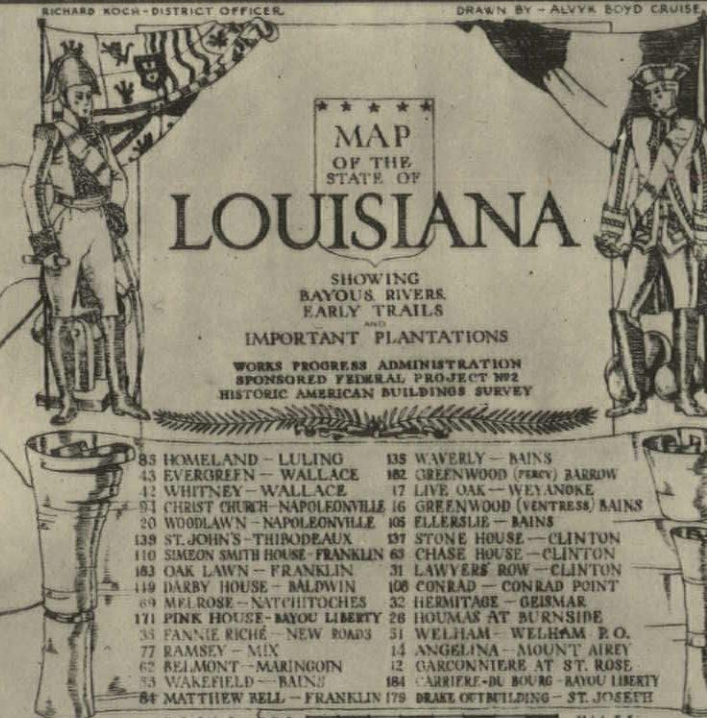 RICHARD KOCH - DISTRICT OFFICER
DRAWN BY - ALVYK BOYD CRUISE
MAP
OF THE
STATE OF
LOUISIANA
SHOWING
BAYOUS, RIVERS,
EARLY TRAILS
AND
IMPORTANT PLANTATIONS
WORKS PROGRESS ADMINISTRATION
SPONSORED FEDERAL PROJECT Nº2
HISTORIC AMERICAN BUILDINGS SURVEY
85 HOMELAND - LULING
43 EVERGREEN - WALLACE
42 WHITNEY - WALLACE
94 CHRIST CHURCH - NAPOLEONVILLE
20 WOODLAWN - NAPOLEONVILLE
139 ST. JOHN'S - THIBODEAUX
110 SIMEON SMITH HOUSE - FRANKLIN
183 OAK LAWN - FRANKLIN
119 DARBY HOUSE - BALDWIN
69 MELROSE - NATCHITOCHES
171 PINK HOUSE - BAYOU LIBERTY
35 FANNIE RICHÉ - NEW ROADS
77 RAMSEY - MIX
62 BELMONT - MARINGOIN
33 WAKEFIELD - BAINS
84 MATTHEW BELL - FRANKLIN
135 WAVERLY - BAINS
182 GREENWOOD (PERCY) BARROW
17 LIVE OAK - WEYANOKE
16 GREENWOOD (VENTRESS) BAINS
105 ELLERSLIE - BAINS
137 STONE HOUSE - CLINTON
63 CHASE HOUSE - CLINTON
31 LAWYERS' ROW - CLINTON
108 CONRAD - CONRAD POINT
32 HERMITAGE - GEISMAR
26 HOUMAS AT BURNSIDE
51 WELHAM - WELHAM P.O.
14 ANGELINA - MOUNT AIREY
12 GARCONNIERE AT ST. ROSE
184 CARRIERE-DU BOURG - BAYOU LIBERTY
179 DRAKE OUTBUILDING - ST. JOSEPH